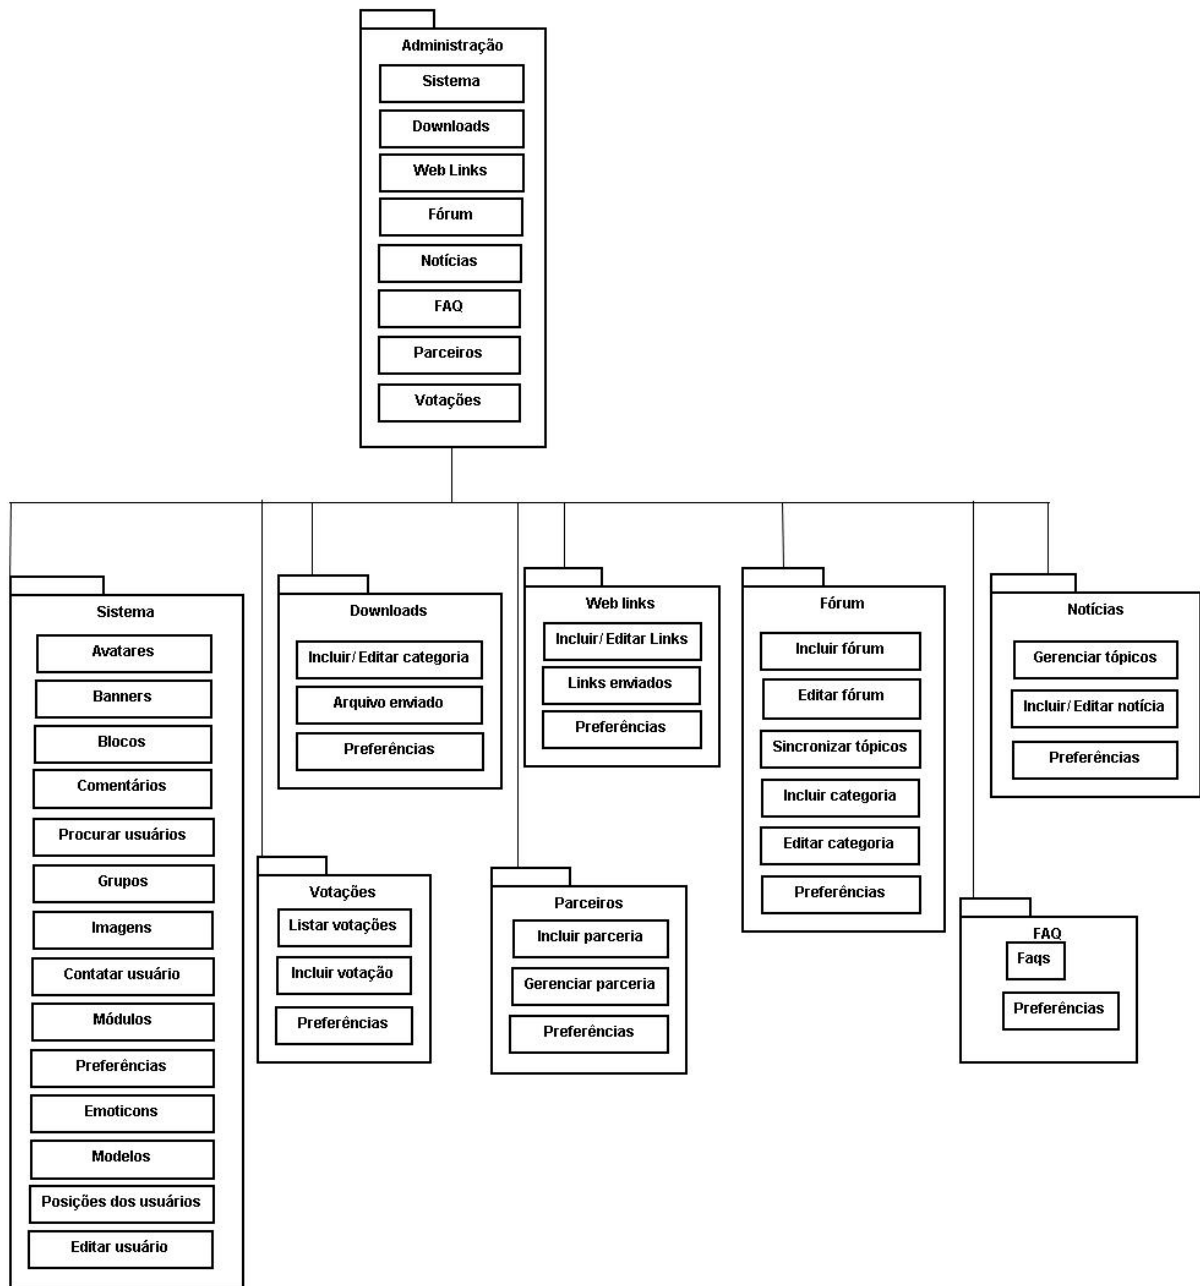 Administração
Sistema
Downloads
Web Links
Fórum
Notícias
FAQ
Parceiros
Votações
Sistema
Avatares
Banners
Blocos
Comentários
Procurar usuários
Grupos
Imagens
Contatar usuário
Módulos
Preferências
Emoticons
Modelos
Posições dos usuários
Editar usuário
Downloads
Incluir/ Editar categoria
Arquivo enviado
Preferências
Web links
Incluir/ Editar Links
Links enviados
Preferências
Fórum
Incluir fórum
Editar fórum
Sincronizar tópicos
Incluir categoria
Editar categoria
Preferências
Notícias
Gerenciar tópicos
Incluir/ Editar notícia
Preferências
Votações
Listar votações
Incluir votação
Preferências
Parceiros
Incluir parceria
Gerenciar parceria
Preferências
FAQ
Faqs
Preferências